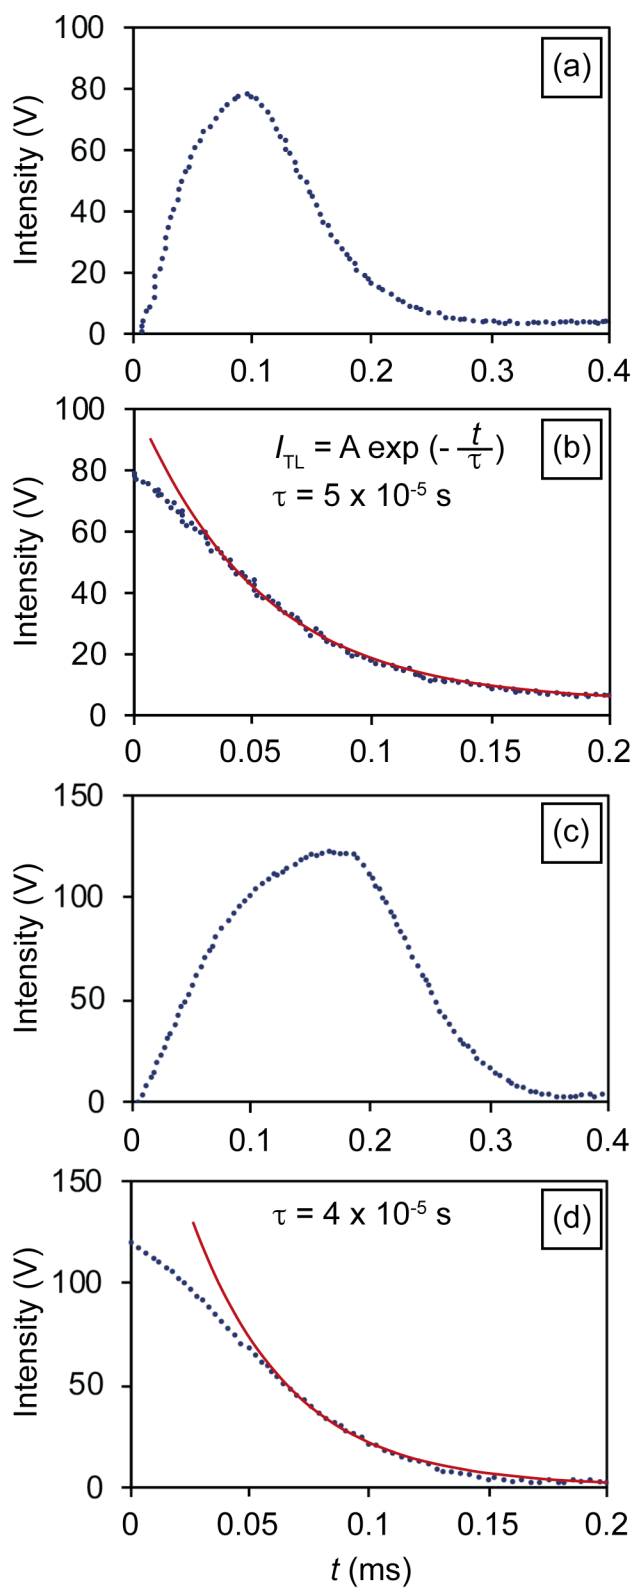 100
(a)
80
60
40
20
0
Intensity (V)
0 0.1 0.2 0.3 0.4
100
(b)
I_TL = A exp (- t/τ)
τ = 5 x 10⁻⁵ s
80
60
40
20
0
Intensity (V)
0 0.05 0.1 0.15 0.2
150
(c)
100
50
0
Intensity (V)
0 0.1 0.2 0.3 0.4
150
(d)
τ = 4 x 10⁻⁵ s
100
50
0
Intensity (V)
0 0.05 0.1 0.15 0.2
t (ms)